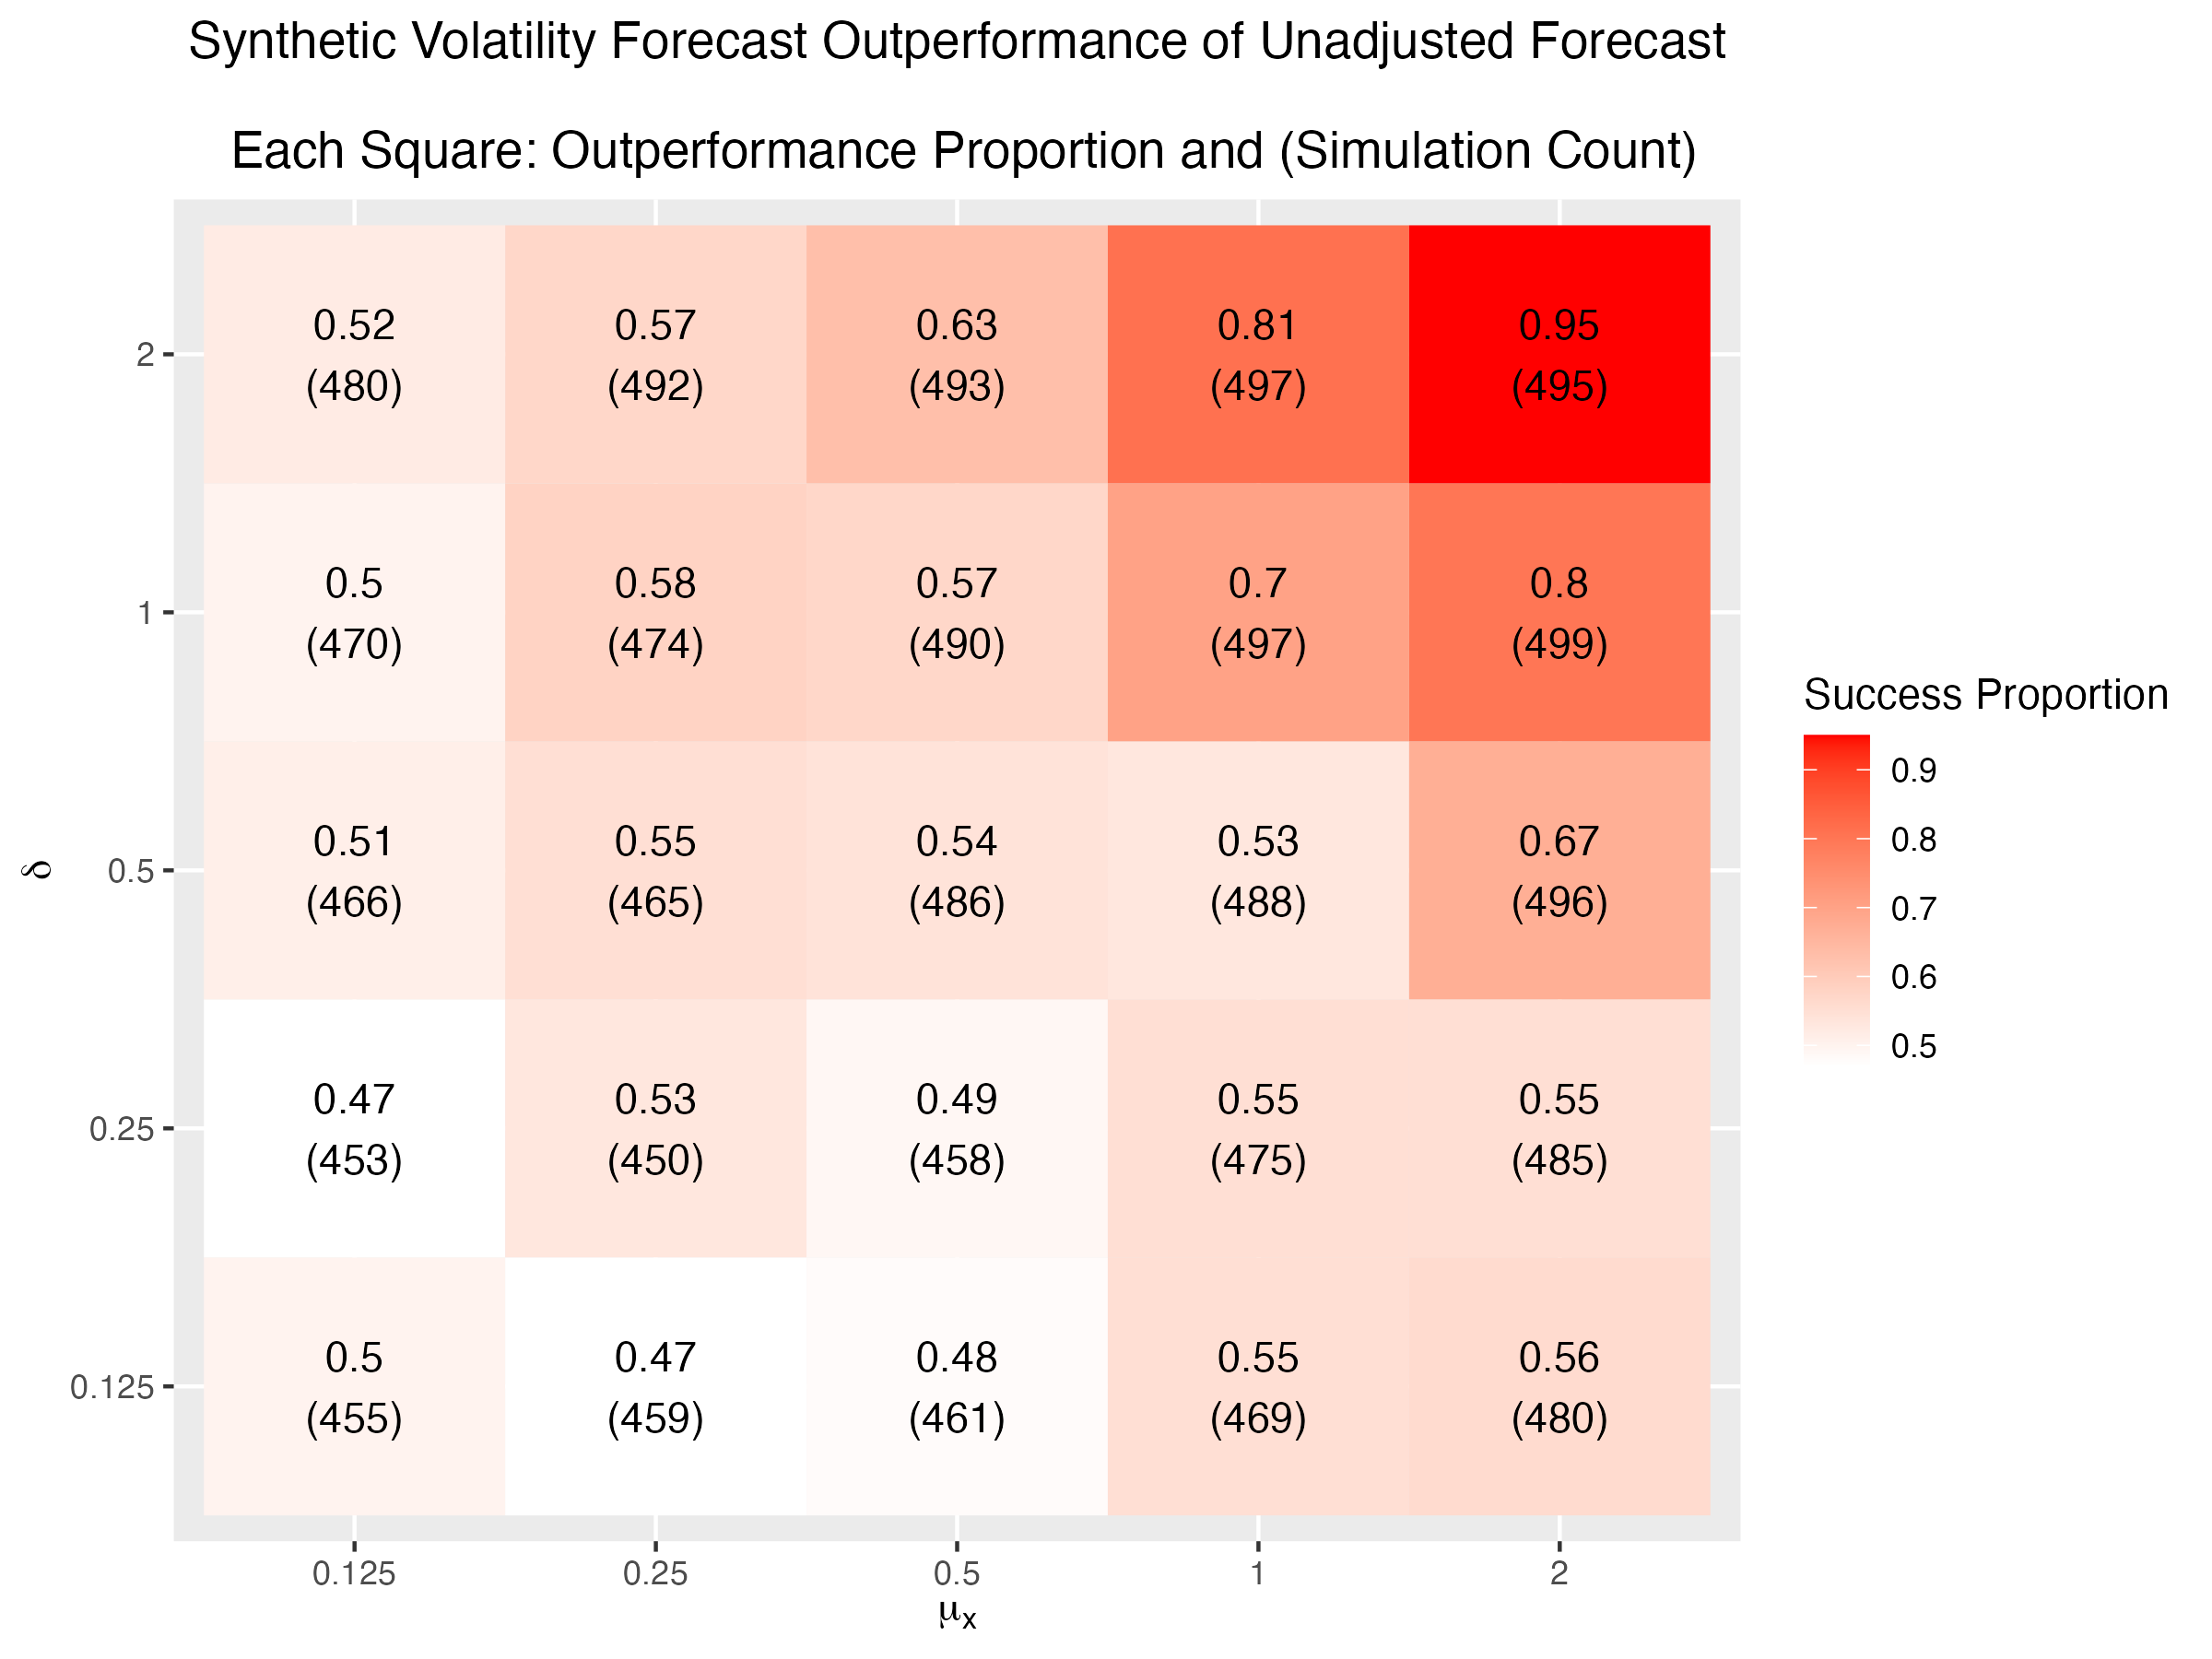 Synthetic Volatility Forecast Outperformance of Unadjusted Forecast
Each Square: Outperformance Proportion and (Simulation Count)
δ
2
1
0.5
0.25
0.125
0.52 0.57 0.63 0.81 0.95
(480) (492) (493) (497) (495)
0.5 0.58 0.57 0.7 0.8
(470) (474) (490) (497) (499)
0.51 0.55 0.54 0.53 0.67
(466) (465) (486) (488) (496)
0.47 0.53 0.49 0.55 0.55
(453) (450) (458) (475) (485)
0.5 0.47 0.48 0.55 0.56
(455) (459) (461) (469) (480)
0.125 0.25 0.5 1 2
μx
Success Proportion
0.9
0.8
0.7
0.6
0.5